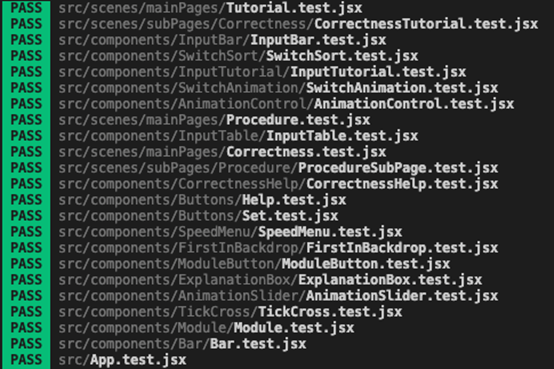 PASS src/scenes/mainPages/Tutorial.test.jsx
PASS src/scenes/subPages/Correctness/CorrectnessTutorial.test.jsx
PASS src/components/InputBar/InputBar.test.jsx
PASS src/components/SwitchSort/SwitchSort.test.jsx
PASS src/components/InputTutorial/InputTutorial.test.jsx
PASS src/components/SwitchAnimation/SwitchAnimation.test.jsx
PASS src/components/AnimationControl/AnimationControl.test.jsx
PASS src/scenes/mainPages/Procedure.test.jsx
PASS src/components/InputTable/InputTable.test.jsx
PASS src/scenes/mainPages/Correctness.test.jsx
PASS src/scenes/subPages/Procedure/ProcedureSubPage.test.jsx
PASS src/components/CorrectnessHelp/CorrectnessHelp.test.jsx
PASS src/components/Buttons/Help.test.jsx
PASS src/components/Buttons/Set.test.jsx
PASS src/components/SpeedMenu/SpeedMenu.test.jsx
PASS src/components/FirstInBackdrop/FirstInBackdrop.test.jsx
PASS src/components/ModuleButton/ModuleButton.test.jsx
PASS src/components/ExplanationBox/ExplanationBox.test.jsx
PASS src/components/AnimationSlider/AnimationSlider.test.jsx
PASS src/components/TickCross/TickCross.test.jsx
PASS src/components/Module/Module.test.jsx
PASS src/components/Bar/Bar.test.jsx
PASS src/App.test.jsx